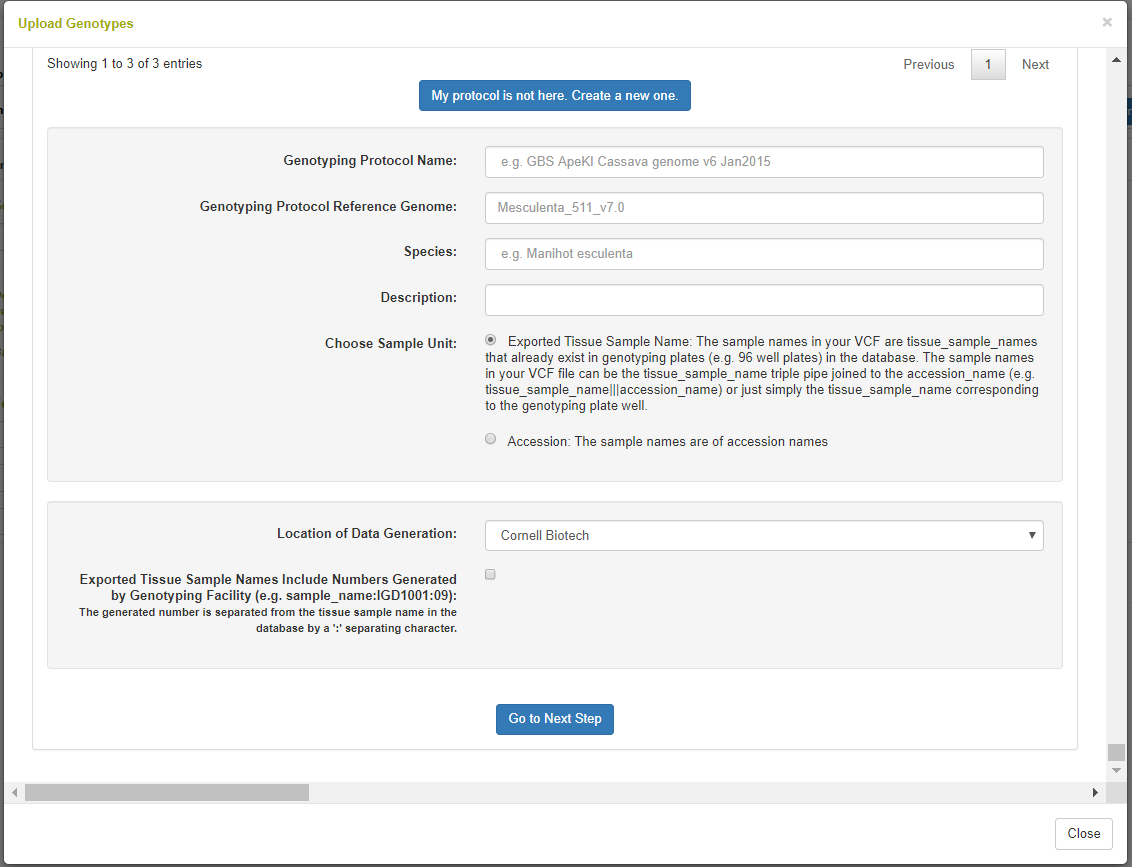 Upload Genotypes
×
Showing 1 to 3 of 3 entries
Previous 1 Next
My protocol is not here. Create a new one.
Genotyping Protocol Name:
e.g. GBS ApeKI Cassava genome v6 Jan2015
Genotyping Protocol Reference Genome:
Mesculenta_511_v7.0
Species:
e.g. Manihot esculenta
Description:
Choose Sample Unit:
Exported Tissue Sample Name: The sample names in your VCF are tissue_sample_names
that already exist in genotyping plates (e.g. 96 well plates) in the database. The sample names
in your VCF file can be the tissue_sample_name triple pipe joined to the accession_name (e.g.
tissue_sample_name|||accession_name) or just simply the tissue_sample_name corresponding
to the genotyping plate well.
Accession: The sample names are of accession names
Location of Data Generation:
Cornell Biotech
Exported Tissue Sample Names Include Numbers Generated
by Genotyping Facility (e.g. sample_name:IGD1001:09):
The generated number is separated from the tissue sample name in the
database by a ':' separating character.
Go to Next Step
Close